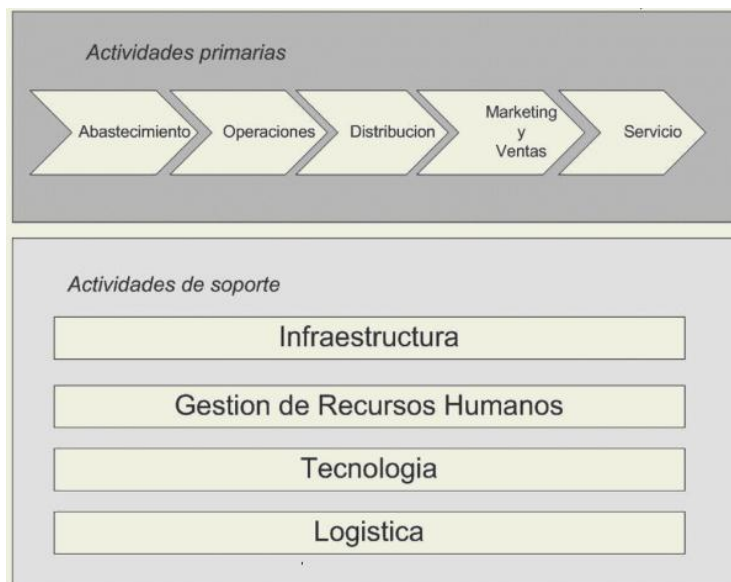 Actividades primarias
Abastecimiento
Operaciones
Distribucion
Marketing
y
Ventas
Servicio
Actividades de soporte
Infraestructura
Gestion de Recursos Humanos
Tecnologia
Logistica